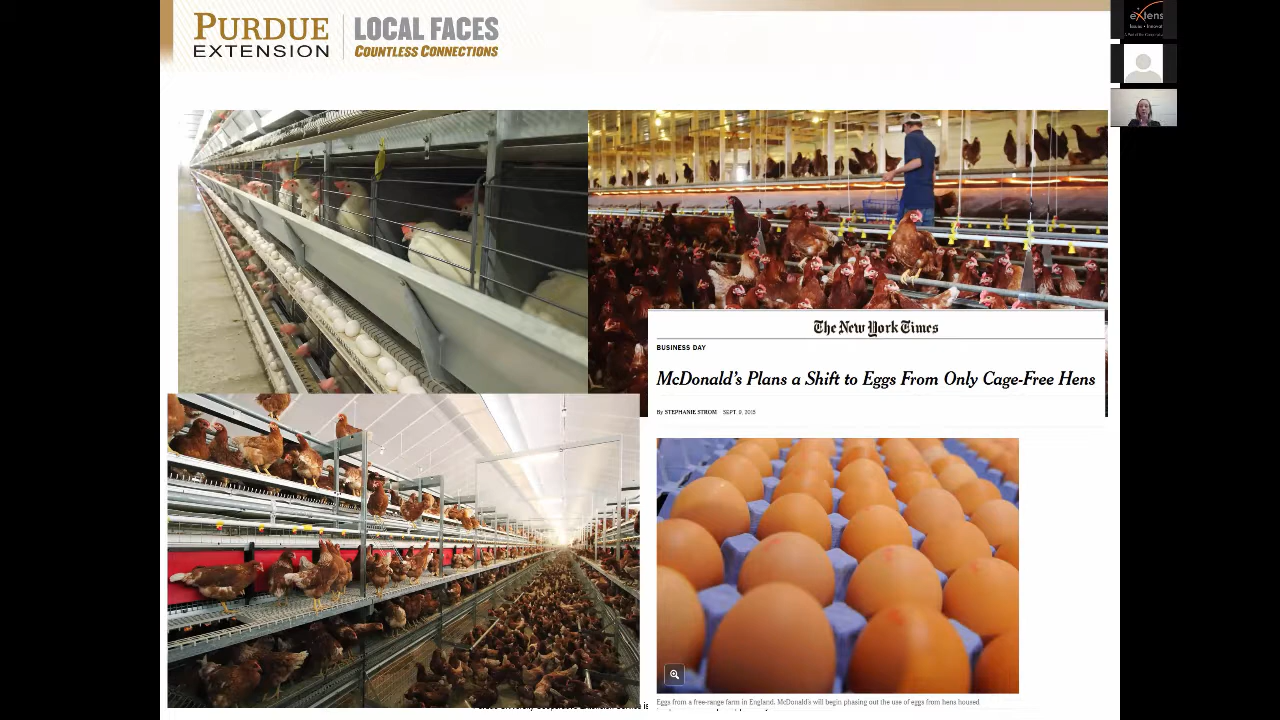 PURDUE
EXTENSION
LOCAL FACES
COUNTLESS CONNECTIONS
eXtens
The New York Times
BUSINESS DAY
McDonald's Plans a Shift to Eggs From Only Cage-Free Hens
By STEPHANIE STROM SEPT. 9, 2015
Eggs from a free-range farm in England. McDonald's will begin phasing out the use of eggs from hens housed